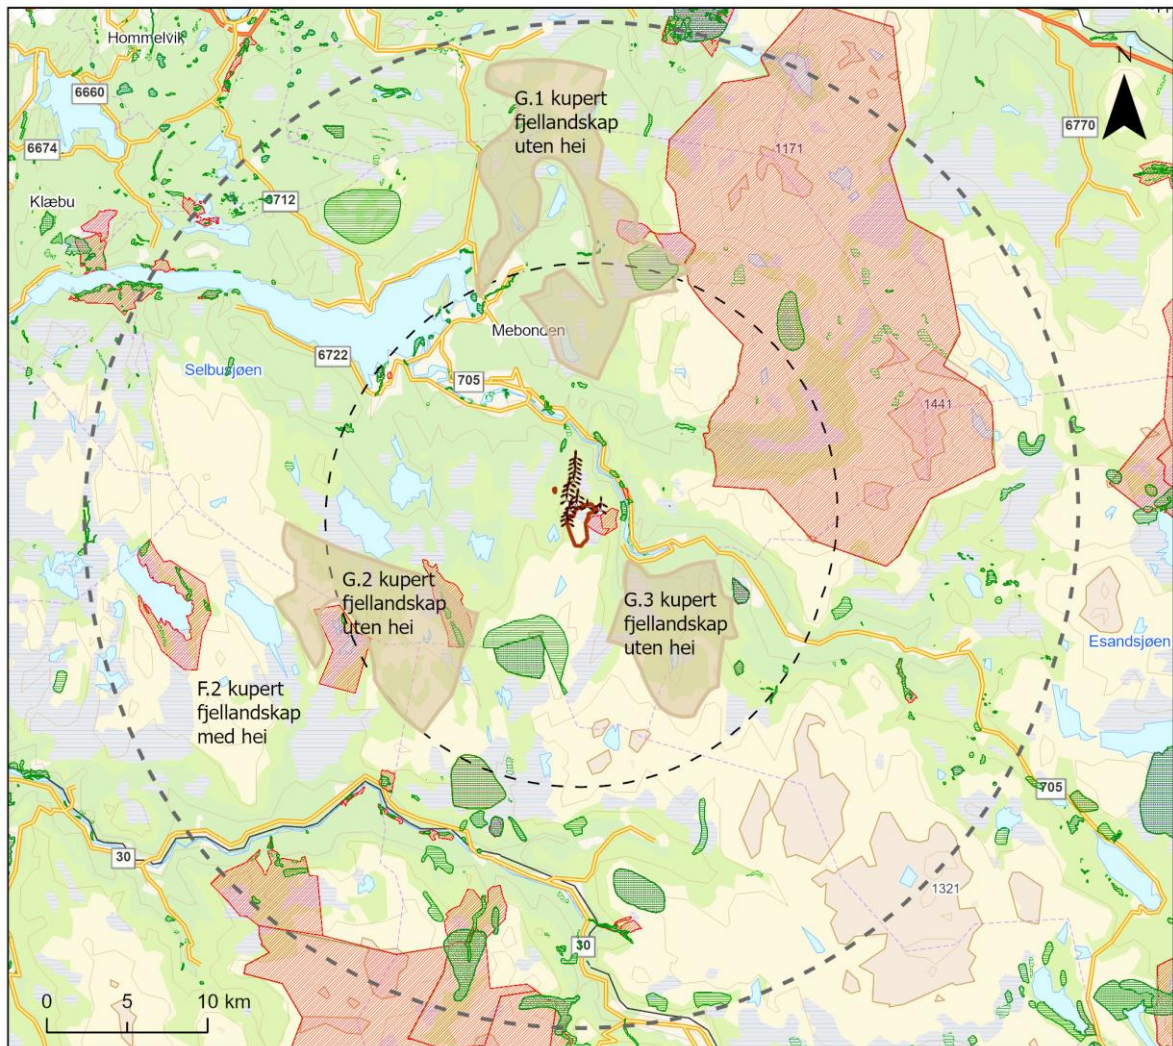 Hommelvik
6660
6674
Klæbu
6712
G.1 kupert
fjellandskap
uten hei
1171
6770
N
Mebonden
6722
705
Selbusjøen
1441
G.2 kupert
fjellandskap
uten hei
G.3 kupert
fjellandskap
uten hei
Esandsjøen
F.2 kupert
fjellandskap
med hei
705
30
1321
30
0 5 10 km